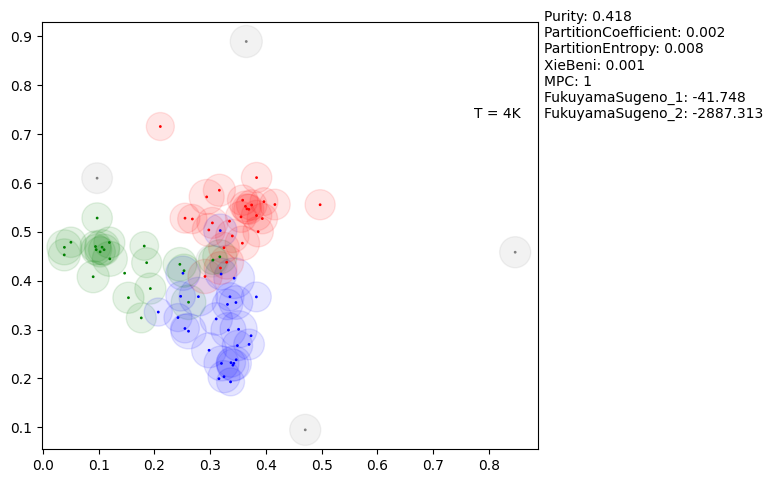 Purity: 0.418
PartitionCoefficient: 0.002
PartitionEntropy: 0.008
XieBeni: 0.001
MPC: 1
FukuyamaSugeno_1: -41.748
FukuyamaSugeno_2: -2887.313
T = 4K
0.9
0.8
0.7
0.6
0.5
0.4
0.3
0.2
0.1
0.0 0.1 0.2 0.3 0.4 0.5 0.6 0.7 0.8